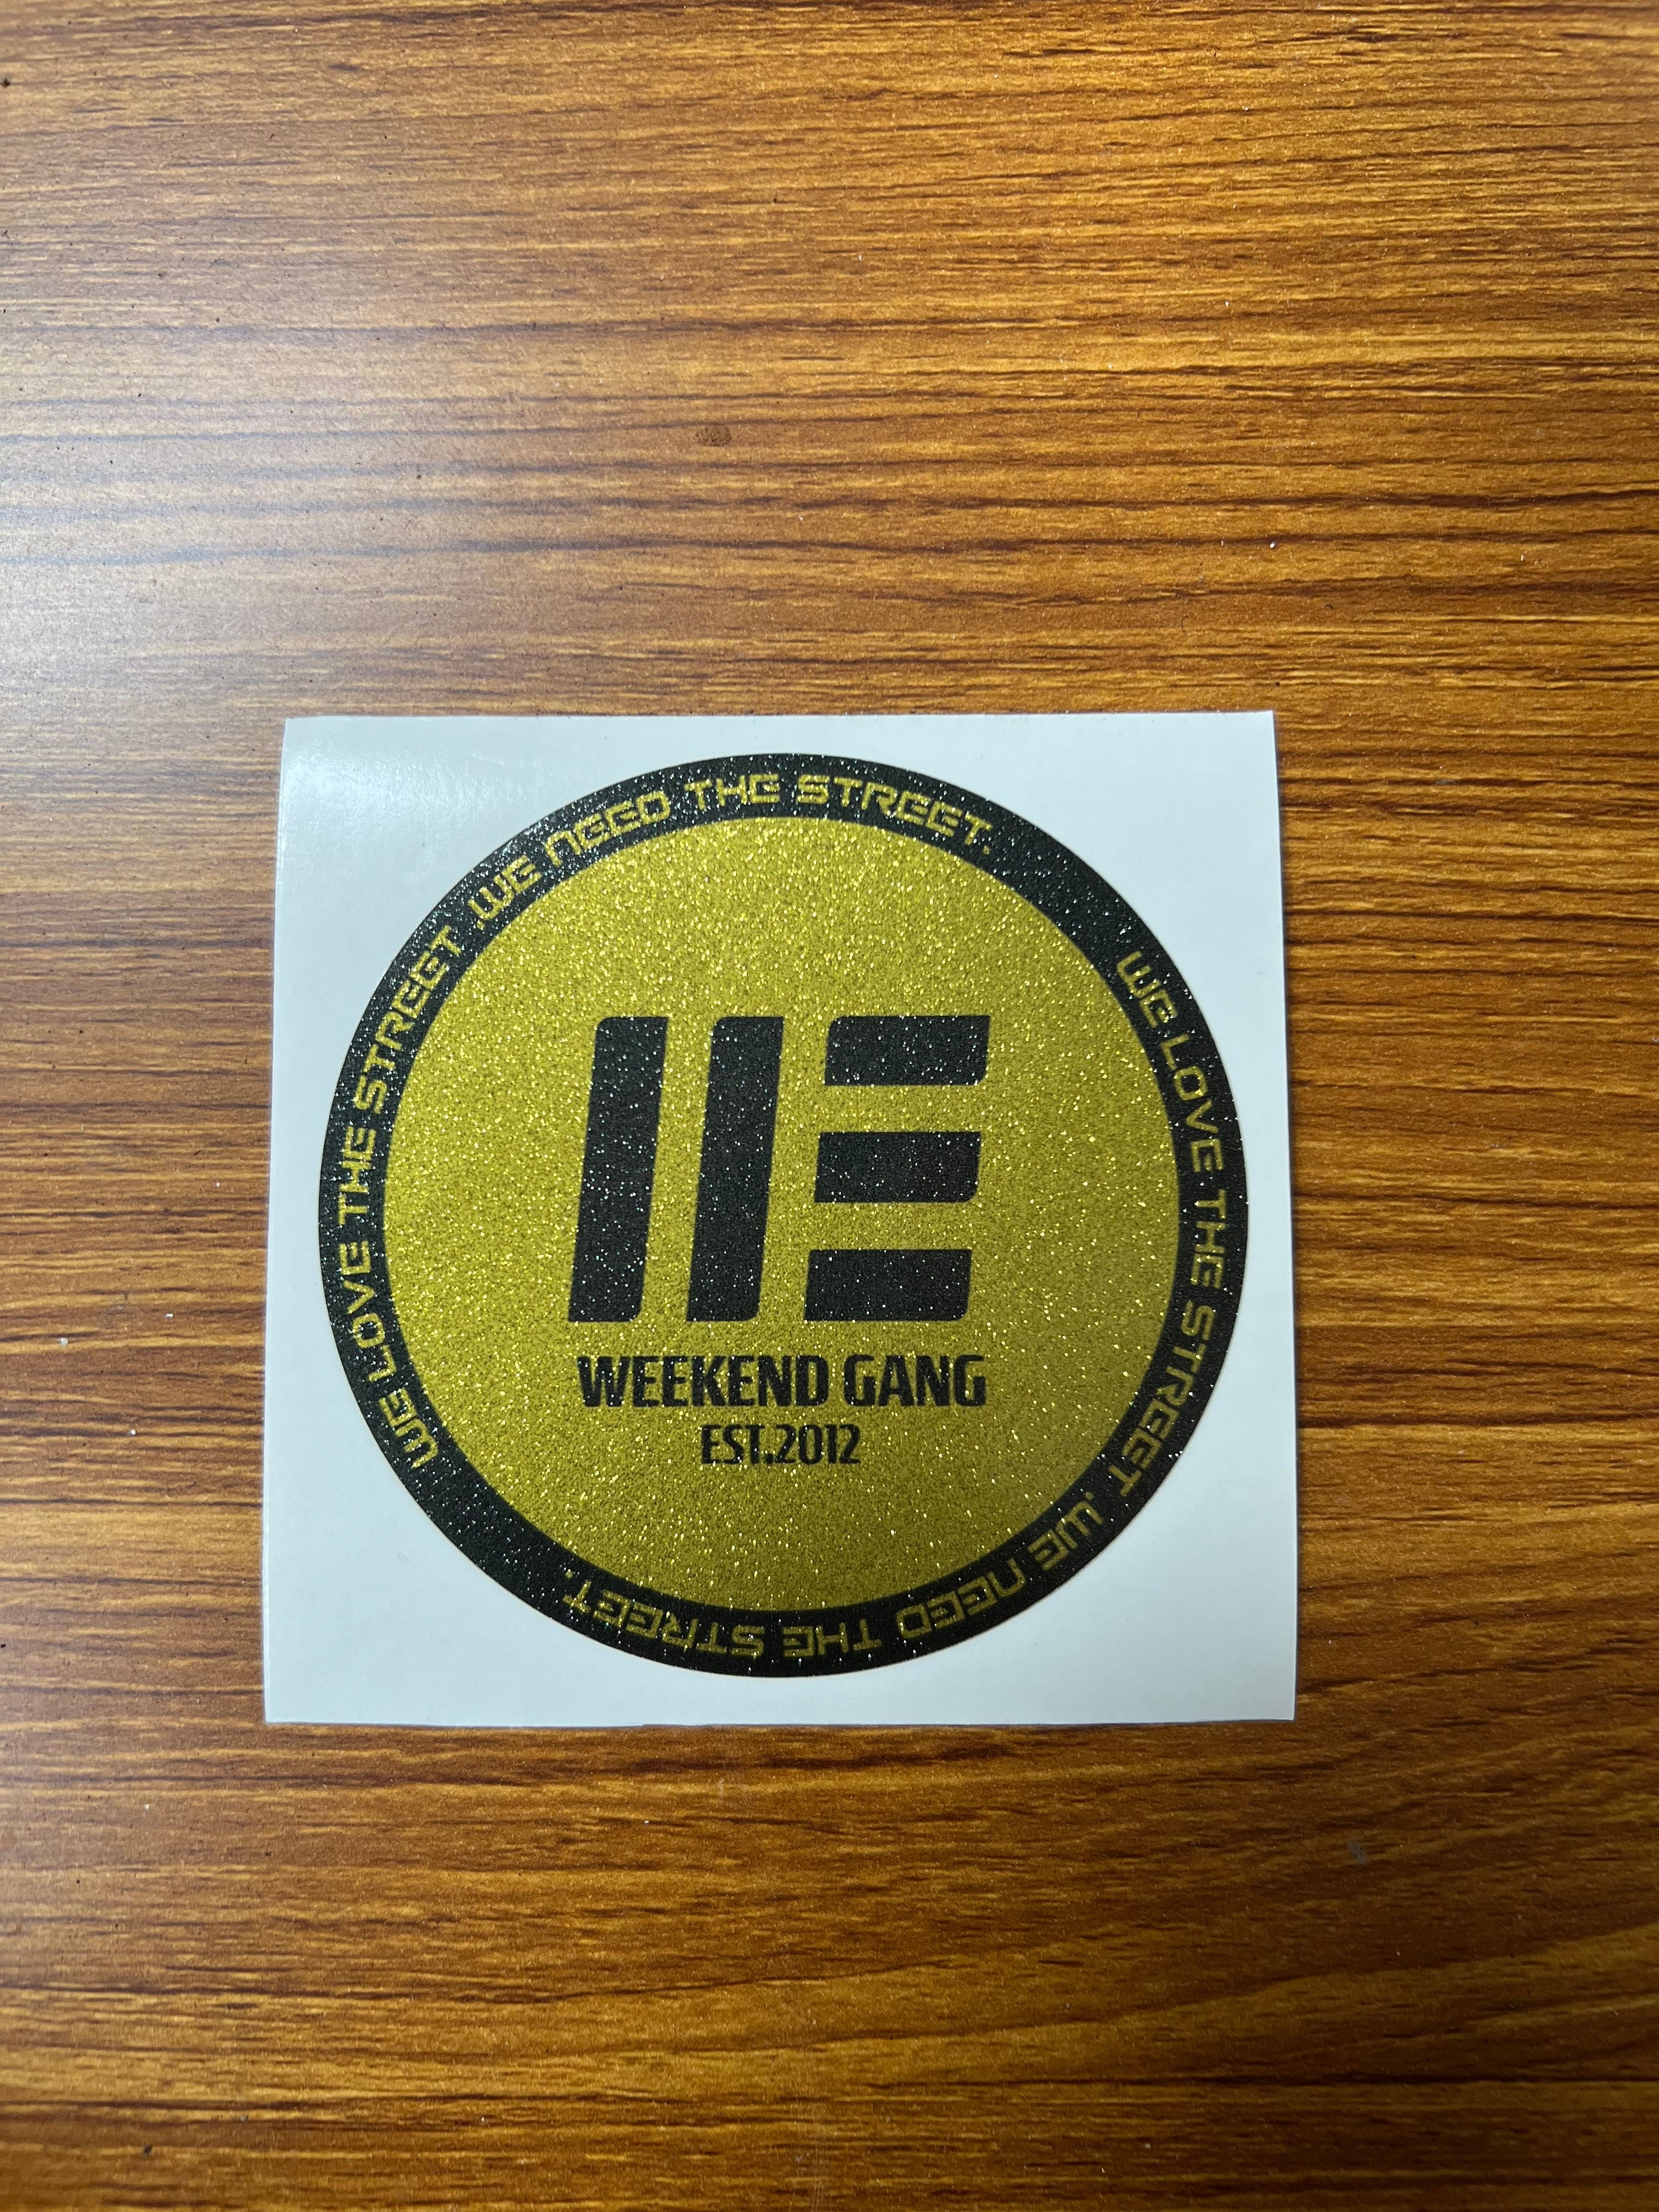 WE LOVE THE STREET .WE NEED THE STREET.
WE LOVE THE STREET .WE NEED THE STREET.
WE
WEEKEND GANG
EST.2012